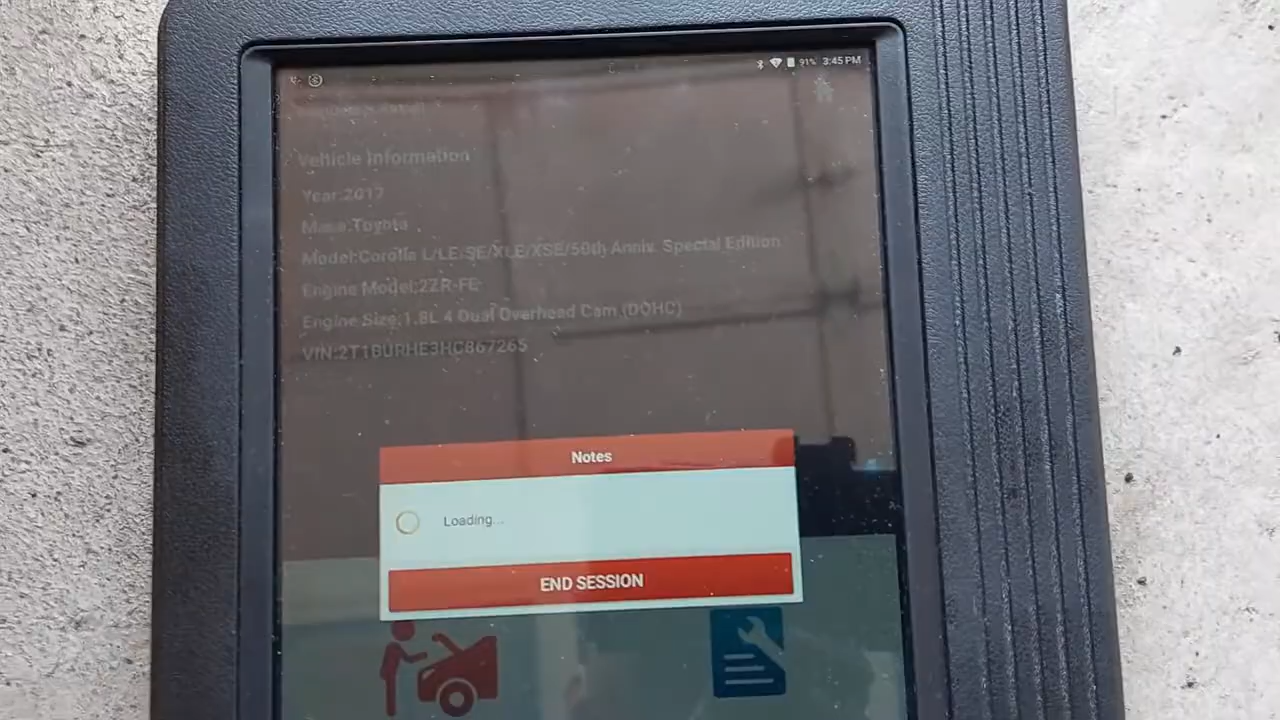 91% 3:45 PM
Vehicle Information
Year:2017
Make:Toyota
Model:Corolla L/LE/SE/XLE/XSE/50th Anniv. Special Edition
Engine Model:2ZR-FE
Engine Size:1.8L 4 Dual Overhead Cam (DOHC)
VIN:2T1BURHE3HC867265
Notes
Loading...
END SESSION